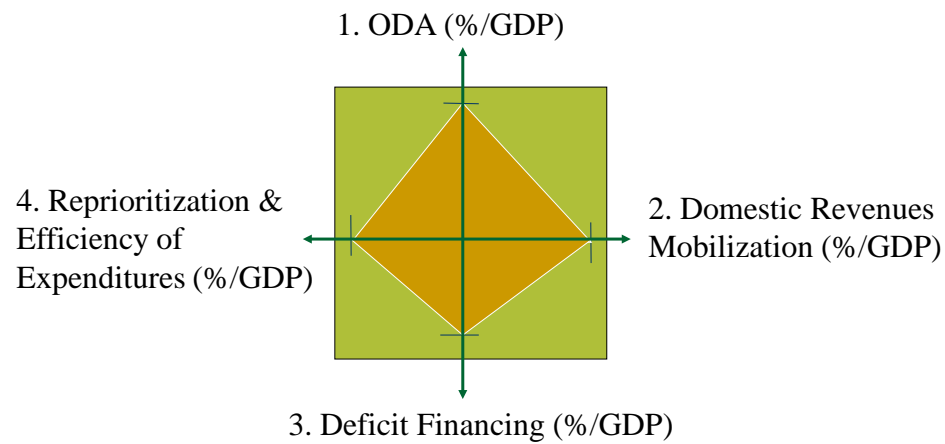 1. ODA (%/GDP)
4. Reprioritization &
Efficiency of
Expenditures (%/GDP)
2. Domestic Revenues
Mobilization (%/GDP)
3. Deficit Financing (%/GDP)